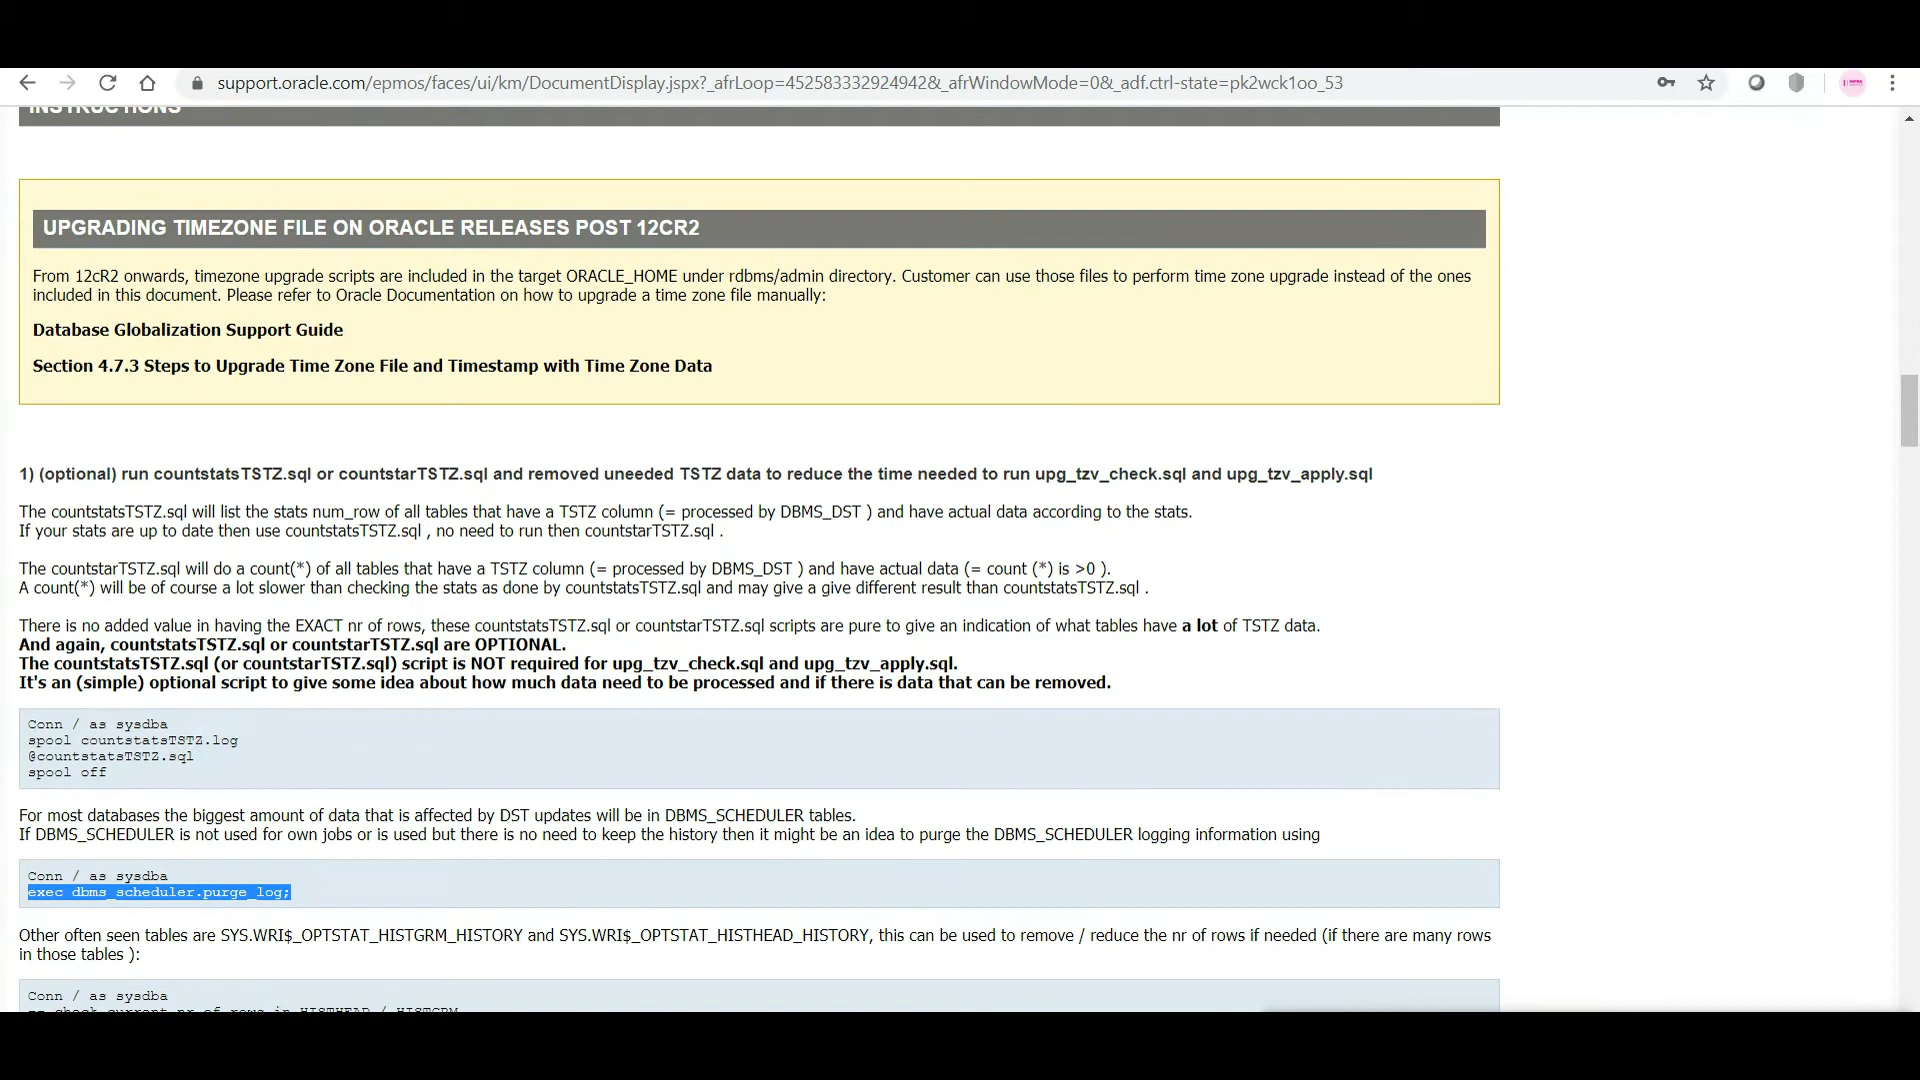 support.oracle.com/epmos/faces/ui/km/DocumentDisplay.jspx?_afrLoop=452583332924942&_afrWindowMode=0&_adf.ctrl-state=pk2wck1oo_53
INSTRUCTIONS
UPGRADING TIMEZONE FILE ON ORACLE RELEASES POST 12CR2
From 12cR2 onwards, timezone upgrade scripts are included in the target ORACLE_HOME under rdbms/admin directory. Customer can use those files to perform time zone upgrade instead of the ones
included in this document. Please refer to Oracle Documentation on how to upgrade a time zone file manually:
Database Globalization Support Guide
Section 4.7.3 Steps to Upgrade Time Zone File and Timestamp with Time Zone Data
1) (optional) run countstatsTSTZ.sql or countstarTSTZ.sql and removed uneeded TSTZ data to reduce the time needed to run upg_tzv_check.sql and upg_tzv_apply.sql
The countstatsTSTZ.sql will list the stats num_row of all tables that have a TSTZ column (= processed by DBMS_DST ) and have actual data according to the stats.
If your stats are up to date then use countstatsTSTZ.sql , no need to run then countstarTSTZ.sql .
The countstarTSTZ.sql will do a count(*) of all tables that have a TSTZ column (= processed by DBMS_DST ) and have actual data (= count (*) is >0 ).
A count(*) will be of course a lot slower than checking the stats as done by countstatsTSTZ.sql and may give a give different result than countstatsTSTZ.sql .
There is no added value in having the EXACT nr of rows, these countstatsTSTZ.sql or countstarTSTZ.sql scripts are pure to give an indication of what tables have a lot of TSTZ data.
And again, countstatsTSTZ.sql or countstarTSTZ.sql are OPTIONAL.
The countstatsTSTZ.sql (or countstarTSTZ.sql) script is NOT required for upg_tzv_check.sql and upg_tzv_apply.sql.
It's an (simple) optional script to give some idea about how much data need to be processed and if there is data that can be removed.
Conn / as sysdba
spool countstatsTSTZ.log
@countstatsTSTZ.sql
spool off
For most databases the biggest amount of data that is affected by DST updates will be in DBMS_SCHEDULER tables.
If DBMS_SCHEDULER is not used for own jobs or is used but there is no need to keep the history then it might be an idea to purge the DBMS_SCHEDULER logging information using
Conn / as sysdba
exec dbms_scheduler.purge_log;
Other often seen tables are SYS.WRI$_OPTSTAT_HISTGRM_HISTORY and SYS.WRI$_OPTSTAT_HISTHEAD_HISTORY, this can be used to remove / reduce the nr of rows if needed (if there are many rows
in those tables ):
Conn / as sysdba
-- check current nr of rows in HISTHEAD / HISTGRM